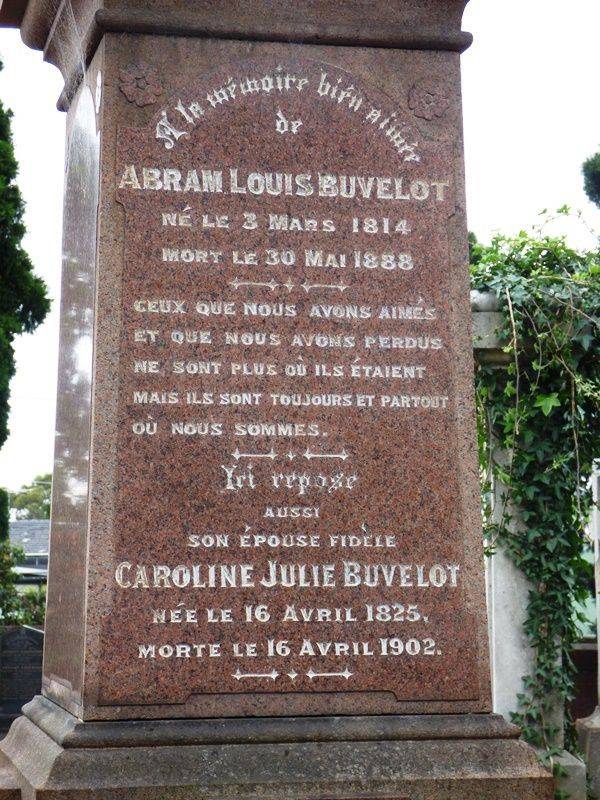 A la mémoire bién aimée
de
ABRAM LOUIS BUVELOT
NÉ LE 3 MARS 1814
MORT LE 30 MAI 1888
CEUX QUE NOUS AVONS AIMÉS
ET QUE NOUS AVONS PERDUS
NE SONT PLUS OÙ ILS ÉTAIENT
MAIS ILS SONT TOUJOURS ET PARTOUT
OÙ NOUS SOMMES.
Ici repose
AUSSI
SON ÉPOUSE FIDÈLE
CAROLINE JULIE BUVELOT
NÉE LE 16 AVRIL 1825,
MORTE LE 16 AVRIL 1902.